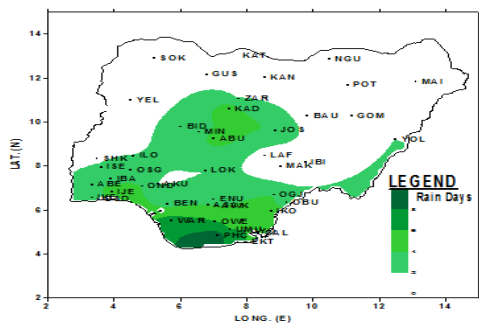 14
12
10
8
6
4
2
LAT.(N)
SOK
KAT
NGU
GUS
KAN
MAI
POT
YEL
ZAR
KAD
BAU
GOM
BID
MIN
JOS
ABU
YOL
SHK
ILO
LAF
IBI
ISE
OSG
LOK
MAK
IBA
ABE
OND
AKU
IJE
BEN
ENU
OGJ
OBU
IKO
WAR
OWE
UMU
PHC
CAL
EKT
LEGEND
Rain Days
2 4 6 8 10 12 14
LONG. (E)